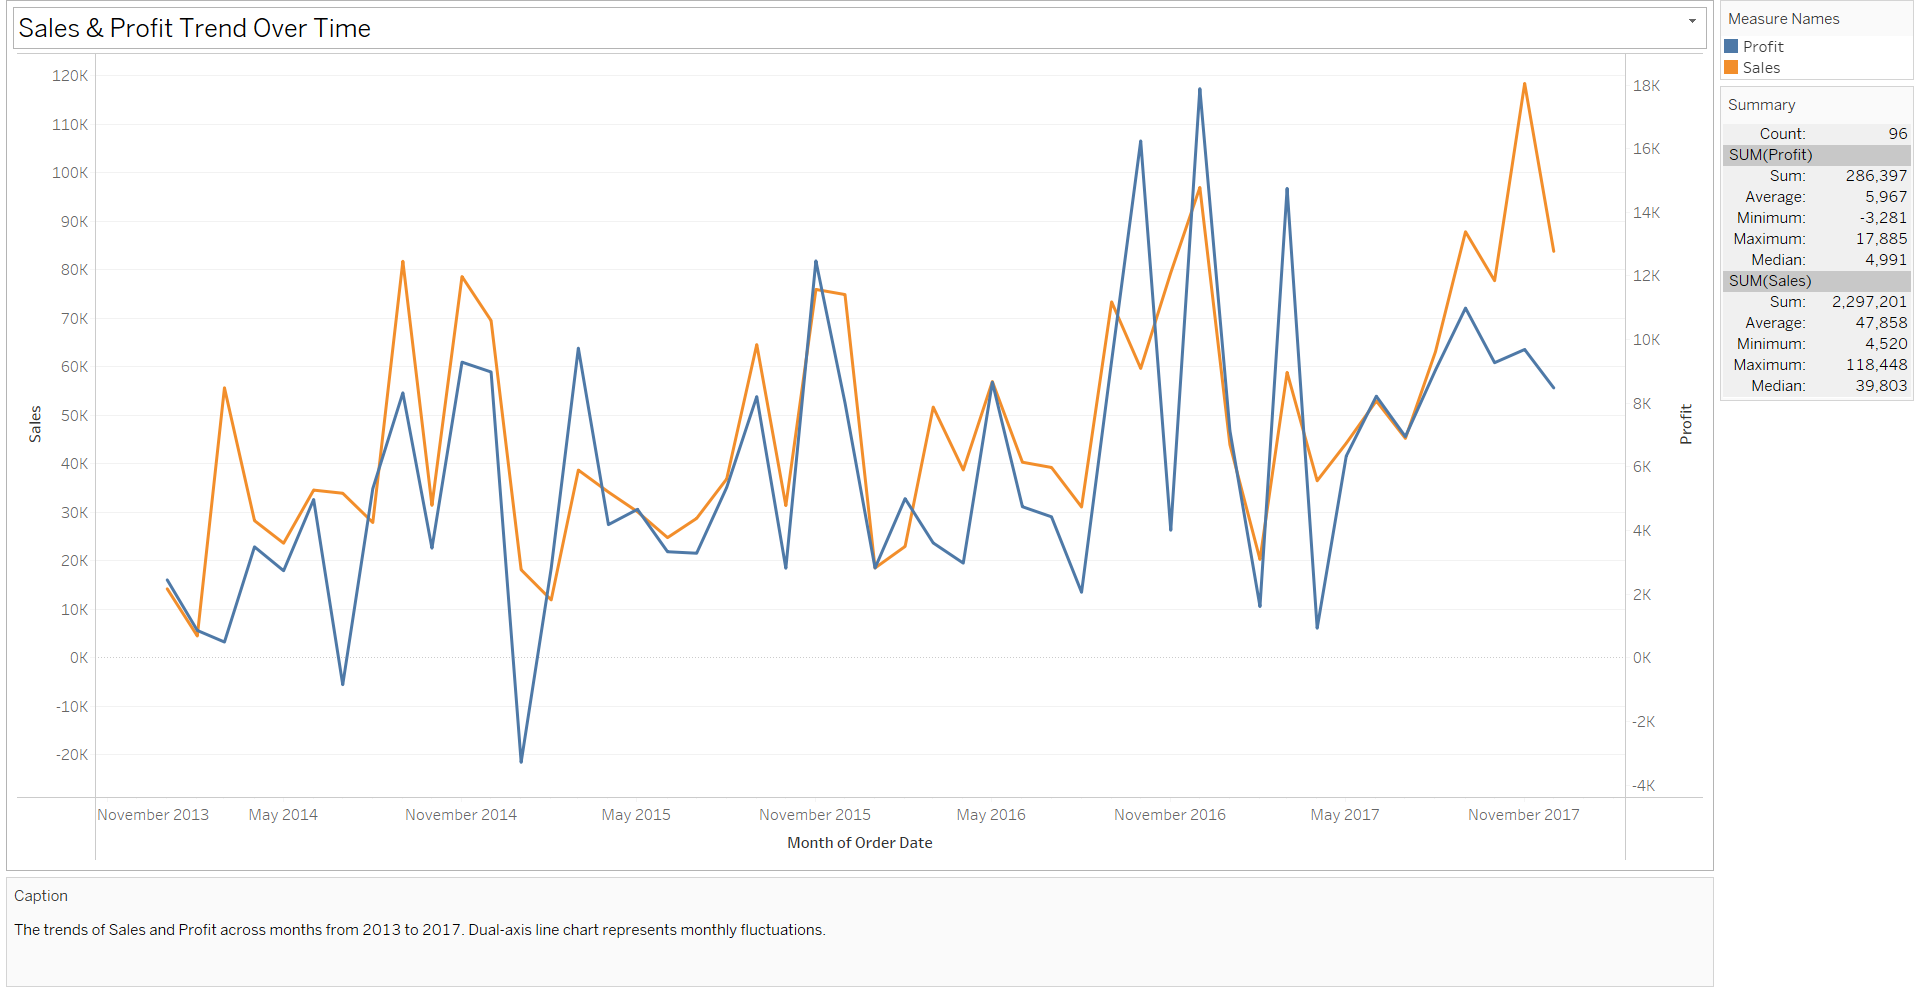 Sales & Profit Trend Over Time
120K
110K
100K
90K
80K
70K
60K
50K
40K
30K
20K
10K
0K
-10K
-20K
Sales
18K
16K
14K
12K
10K
8K
6K
4K
2K
0K
-2K
-4K
Profit
November 2013 May 2014 November 2014 May 2015 November 2015 May 2016 November 2016 May 2017 November 2017
Month of Order Date
Measure Names
Profit
Sales
Summary
Count: 96
SUM(Profit)
Sum: 286,397
Average: 5,967
Minimum: -3,281
Maximum: 17,885
Median: 4,991
SUM(Sales)
Sum: 2,297,201
Average: 47,858
Minimum: 4,520
Maximum: 118,448
Median: 39,803
Caption
The trends of Sales and Profit across months from 2013 to 2017. Dual-axis line chart represents monthly fluctuations.